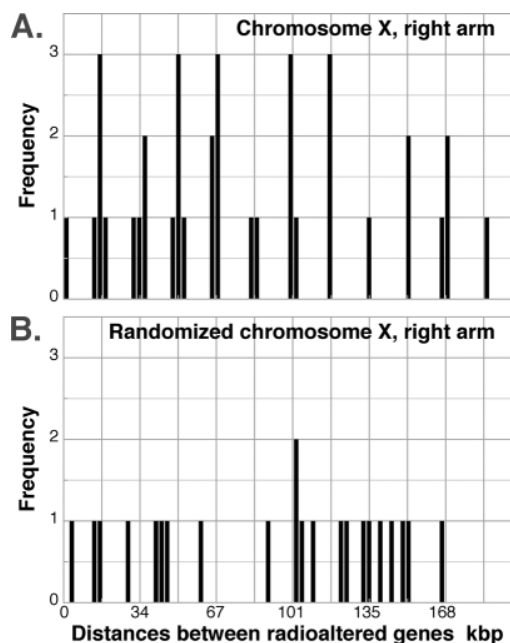 A.
Chromosome X, right arm
3
2
1
0
Frequency
B.
Randomized chromosome X, right arm
3
2
1
0
Frequency
0 34 67 101 135 168
Distances between radioaltered genes kbp